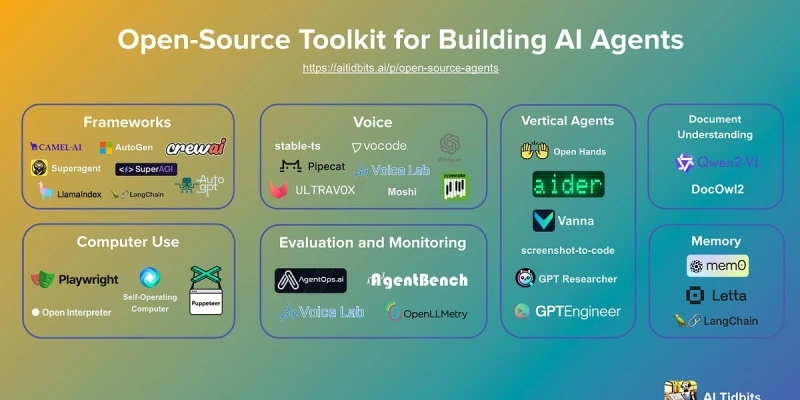 Open-Source Toolkit for Building AI Agents
https://aitidbits.ai/p/open-source-agents
Frameworks
CAMEL-AI
AutoGen
crewai
Superagent
</> SuperAGI
LlamaIndex
LangChain
Auto
gpt
Voice
stable-ts
vocode
Whisper
Pipecat
Voice Lab
ULTRAVOX
Moshi
pyannote
Vertical Agents
Open Hands
aider
Vanna
screenshot-to-code
GPT Researcher
GPTEngineer
Document
Understanding
Qwen2-VL
DocOwl2
Computer Use
Playwright
Self-Operating
Computer
Puppeteer
Open Interpreter
Evaluation and Monitoring
AgentOps.ai
AgentBench
Voice Lab
OpenLLMetry
Memory
mem0
Letta
LangChain
AI Tidbits